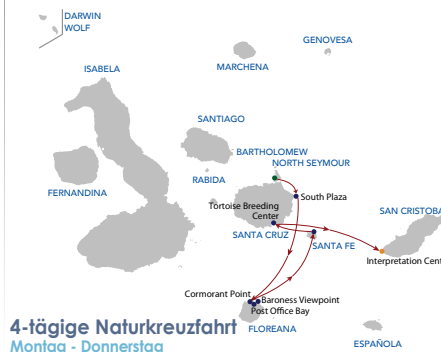 DARWIN
WOLF
GENOVESA
ISABELA
MARCHENA
SANTIAGO
BARTHOLOMEW
NORTH SEYMOUR
RABIDA
FERNANDINA
South Plaza
Tortoise Breeding
Center
SAN CRISTOBA
SANTA CRUZ
SANTA FE
Interpretation Cent
Cormorant Point
Baroness Viewpoint
Post Office Bay
FLOREANA
ESPAÑOLA
4-tägige Naturkreuzfahrt
Montag - Donnerstag